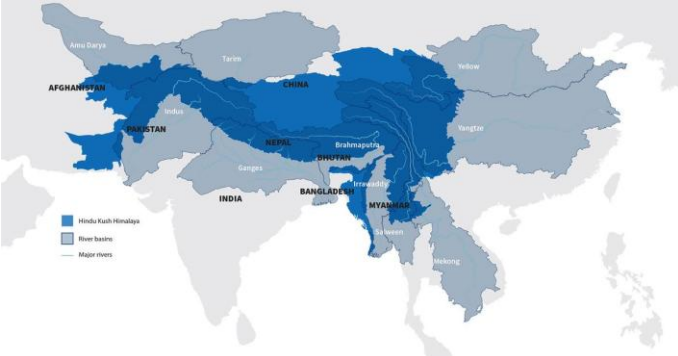 Amu Darya
Tarim
Yellow
AFGHANISTAN
CHINA
Indus
PAKISTAN
Yangtze
NEPAL
Brahmaputra
BHUTAN
Ganges
Irrawaddy
BANGLADESH
INDIA
MYANMAR
Salween
Mekong
Hindu Kush Himalaya
River basins
Major rivers